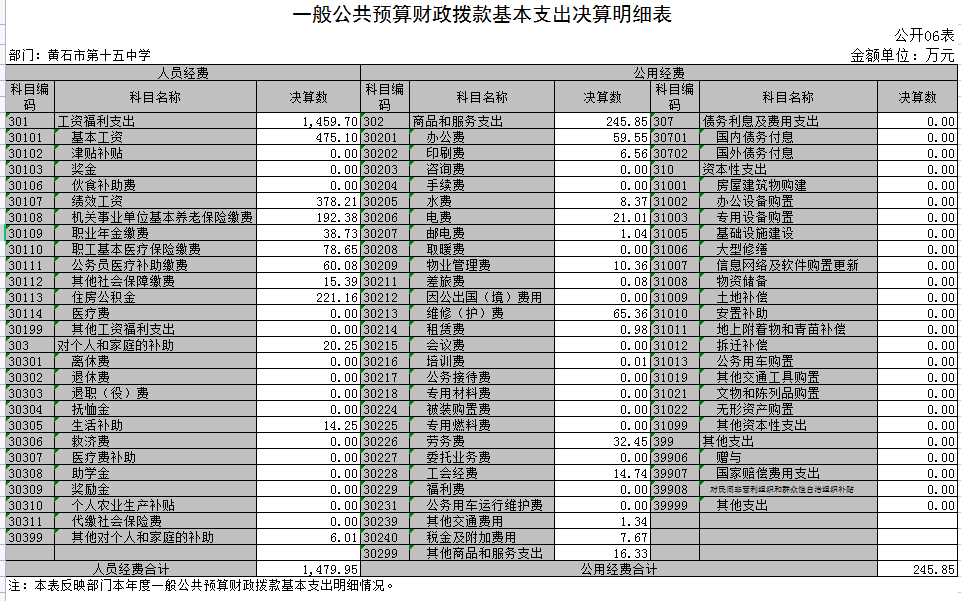 一般公共预算财政拨款基本支出决算明细表
公开06表
部门：黄石市第十五中学 金额单位：万元
人员经费 公用经费
科目编码 科目名称 决算数 科目编码 科目名称 决算数 科目编码 科目名称 决算数
301 工资福利支出 1,459.70 302 商品和服务支出 245.85 307 债务利息及费用支出 0.00
30101 基本工资 475.10 30201 办公费 59.55 30701 国内债务付息 0.00
30102 津贴补贴 0.00 30202 印刷费 6.56 30702 国外债务付息 0.00
30103 奖金 0.00 30203 咨询费 0.00 310 资本性支出 0.00
30106 伙食补助费 0.00 30204 手续费 0.00 31001 房屋建筑物购建 0.00
30107 绩效工资 378.21 30205 水费 8.37 31002 办公设备购置 0.00
30108 机关事业单位基本养老保险缴费 192.38 30206 电费 21.01 31003 专用设备购置 0.00
30109 职业年金缴费 38.73 30207 邮电费 1.04 31005 基础设施建设 0.00
30110 职工基本医疗保险缴费 78.65 30208 取暖费 0.00 31006 大型修缮 0.00
30111 公务员医疗补助缴费 60.08 30209 物业管理费 10.36 31007 信息网络及软件购置更新 0.00
30112 其他社会保障缴费 15.39 30211 差旅费 0.08 31008 物资储备 0.00
30113 住房公积金 221.16 30212 因公出国（境）费用 0.00 31009 土地补偿 0.00
30114 医疗费 0.00 30213 维修（护）费 65.36 31010 安置补助 0.00
30199 其他工资福利支出 0.00 30214 租赁费 0.98 31011 地上附着物和青苗补偿 0.00
303 对个人和家庭的补助 20.25 30215 会议费 0.00 31012 拆迁补偿 0.00
30301 离休费 0.00 30216 培训费 0.01 31013 公务用车购置 0.00
30302 退休费 0.00 30217 公务接待费 0.00 31019 其他交通工具购置 0.00
30303 退职（役）费 0.00 30218 专用材料费 0.00 31021 文物和陈列品购置 0.00
30304 抚恤金 0.00 30224 被装购置费 0.00 31022 无形资产购置 0.00
30305 生活补助 14.25 30225 专用燃料费 0.00 31099 其他资本性支出 0.00
30306 救济费 0.00 30226 劳务费 32.45 399 其他支出 0.00
30307 医疗费补助 0.00 30227 委托业务费 0.00 39906 赠与 0.00
30308 助学金 0.00 30228 工会经费 14.74 39907 国家赔偿费用支出 0.00
30309 奖励金 0.00 30229 福利费 0.00 39908 对民间非营利组织和群众性自治组织补贴 0.00
30310 个人农业生产补贴 0.00 30231 公务用车运行维护费 0.00 39999 其他支出 0.00
30311 代缴社会保险费 0.00 30239 其他交通费用 1.34
30399 其他对个人和家庭的补助 6.01 30240 税金及附加费用 7.67
30299 其他商品和服务支出 16.33
人员经费合计 1,479.95 公用经费合计 245.85
注：本表反映部门本年度一般公共预算财政拨款基本支出明细情况。